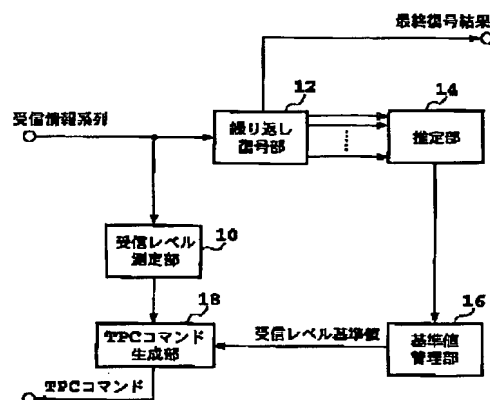 最終復号結果
12
14
受信情報系列
繰り返し
復号部
推定部
10
受信レベル
測定部
18
16
TPCコマンド
生成部
受信レベル基準値
基準値
管理部
TPCコマンド